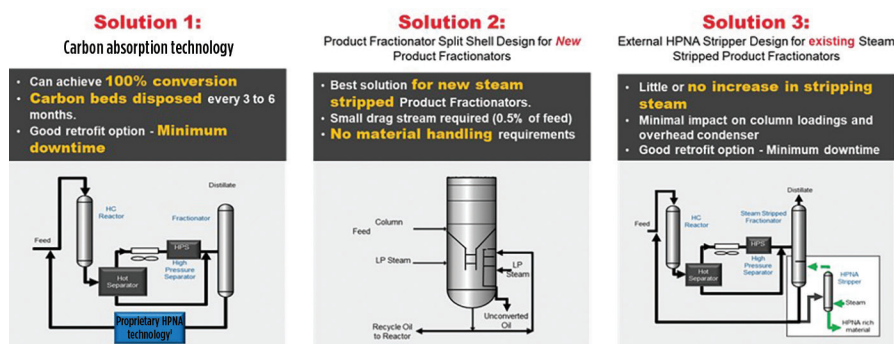 Solution 1:
Carbon absorption technology
• Can achieve 100% conversion
• Carbon beds disposed every 3 to 6
months.
• Good retrofit option - Minimum
downtime
Distillate
HC
Reactor
Fractionator
Feed
HPS
High
Pressure
Separator
Hot
Separator
Proprietary HPNA
technology¹
Solution 2:
Product Fractionator Split Shell Design for New
Product Fractionators
• Best solution for new steam
stripped Product Fractionators.
• Small drag stream required (0.5% of feed)
• No material handling requirements
Column
Feed
LP Steam
LP
Steam
Unconverted
Oil
Recycle Oil
to Reactor
Solution 3:
External HPNA Stripper Design for existing Steam
Stripped Product Fractionators
• Little or no increase in stripping
steam
• Minimal impact on column loadings and
overhead condenser
• Good retrofit option - Minimum downtime
Distillate
HC
Reactor
Steam Stripped
Fractionator
Feed
HPS
High
Pressure
Separator
Hot
Separator
HPNA
Stripper
Steam
HPNA rich
material